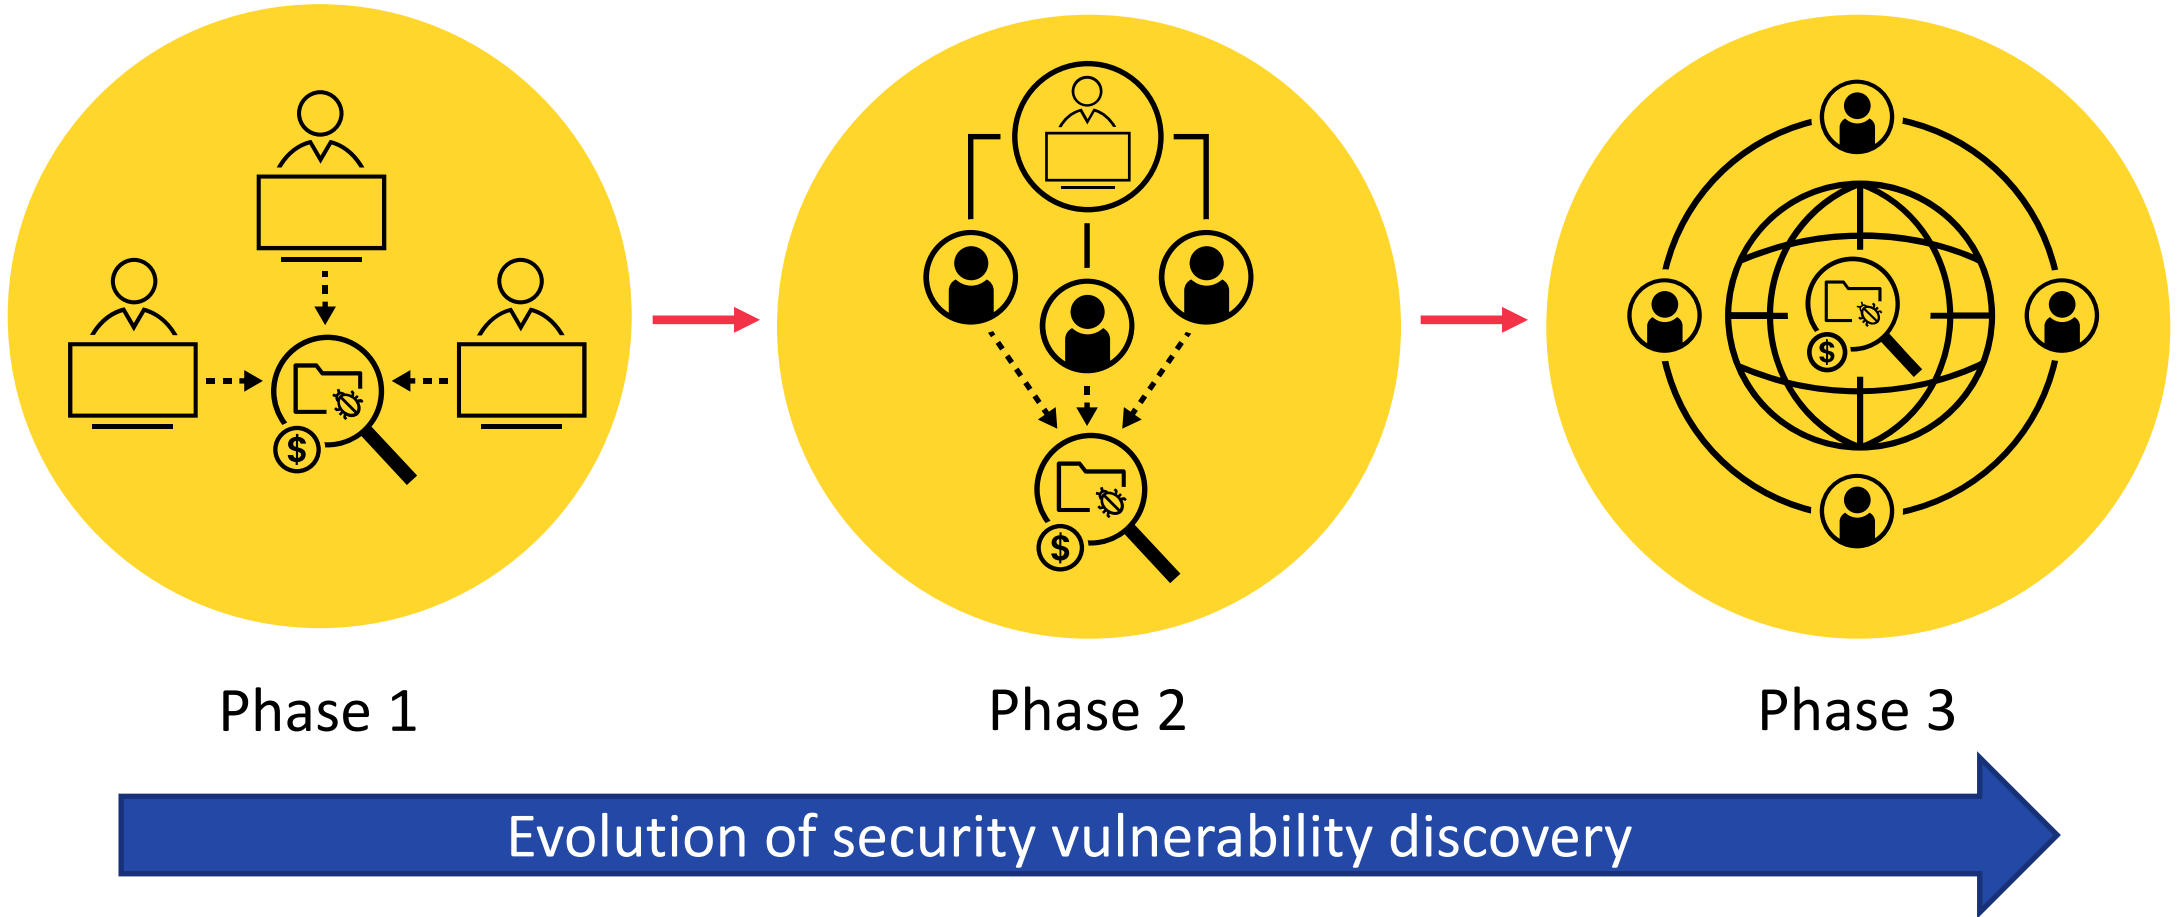 $
$
$
Phase 1
Phase 2
Phase 3
Evolution of security vulnerability discovery